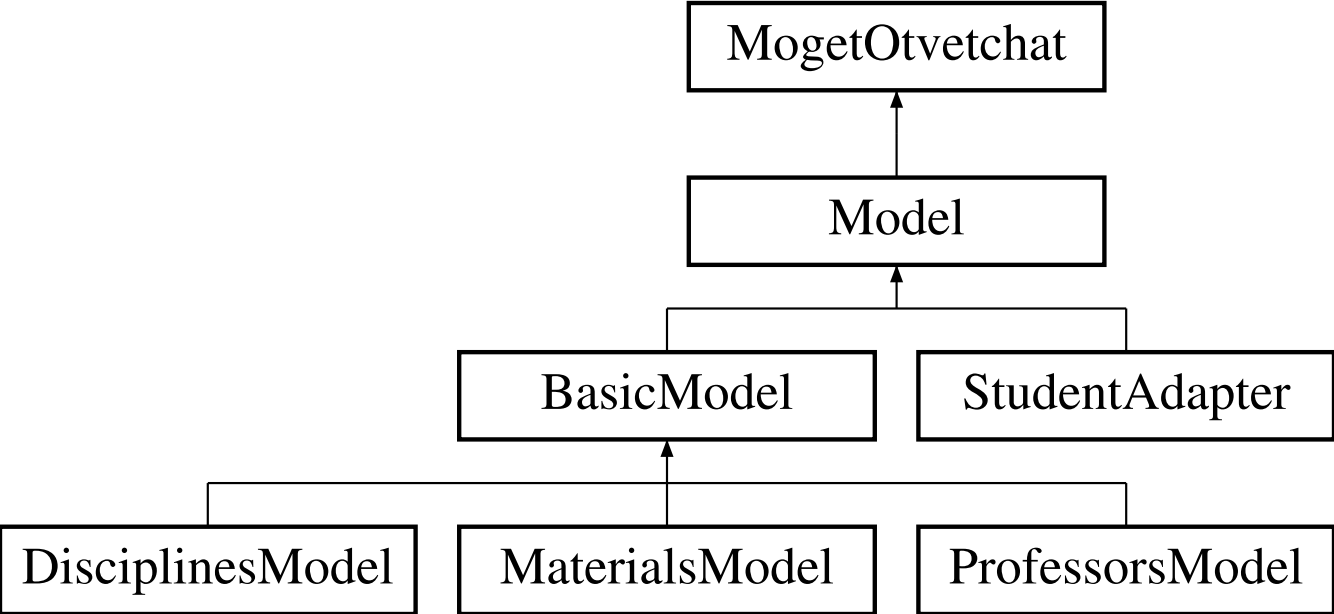 MogetOtvetchat
Model
BasicModel
StudentAdapter
DisciplinesModel
MaterialsModel
ProfessorsModel